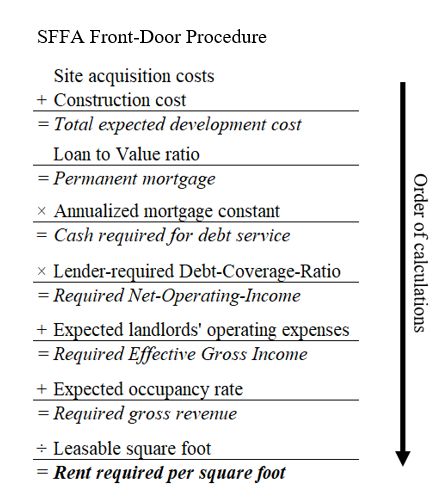 SFFA Front-Door Procedure
Site acquisition costs
+ Construction cost
= Total expected development cost
Loan to Value ratio
= Permanent mortgage
× Annualized mortgage constant
= Cash required for debt service
× Lender-required Debt-Coverage-Ratio
= Required Net-Operating-Income
+ Expected landlords' operating expenses
= Required Effective Gross Income
+ Expected occupancy rate
= Required gross revenue
÷ Leasable square foot
= Rent required per square foot
Order of calculations